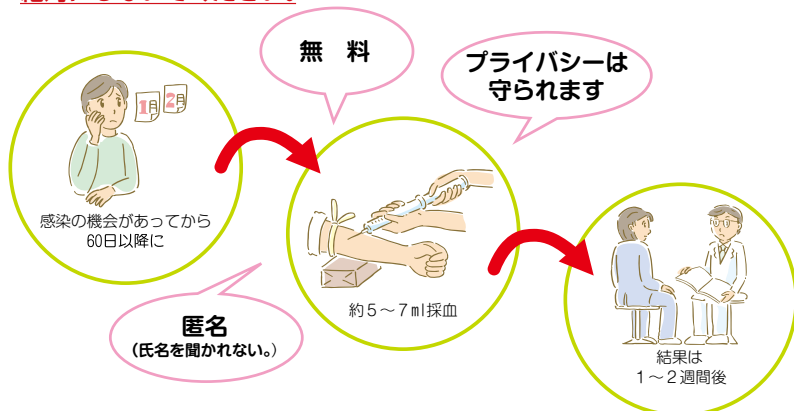 無　料
プライバシーは
守られます
1月
2月
感染の機会があってから
60日以降に
約５～７ml採血
匿名
（氏名を聞かれない。）
結果は
１～２週間後